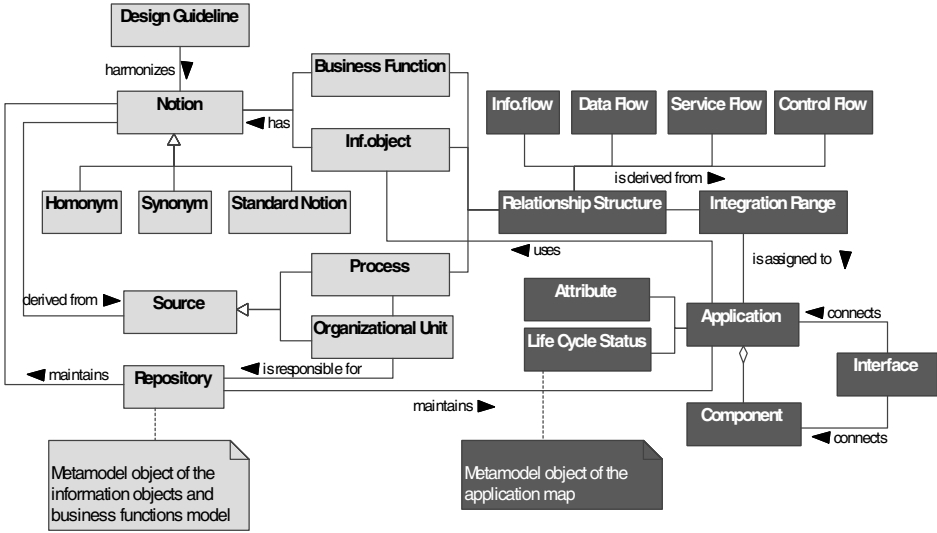 Design Guideline
harmonizes
Business Function
Notion
Info.flow
Data Flow
Service Flow
Control Flow
has
Inf.object
is derived from
Homonym
Synonym
Standard Notion
Relationship Structure
Integration Range
uses
is assigned to
Process
derived from
Source
Attribute
Organizational Unit
Application
connects
Life Cycle Status
maintains
Repository
is responsible for
Interface
maintains
Component
connects
Metamodel object of the
information objects and
business functions model
Metamodel object of the
application map